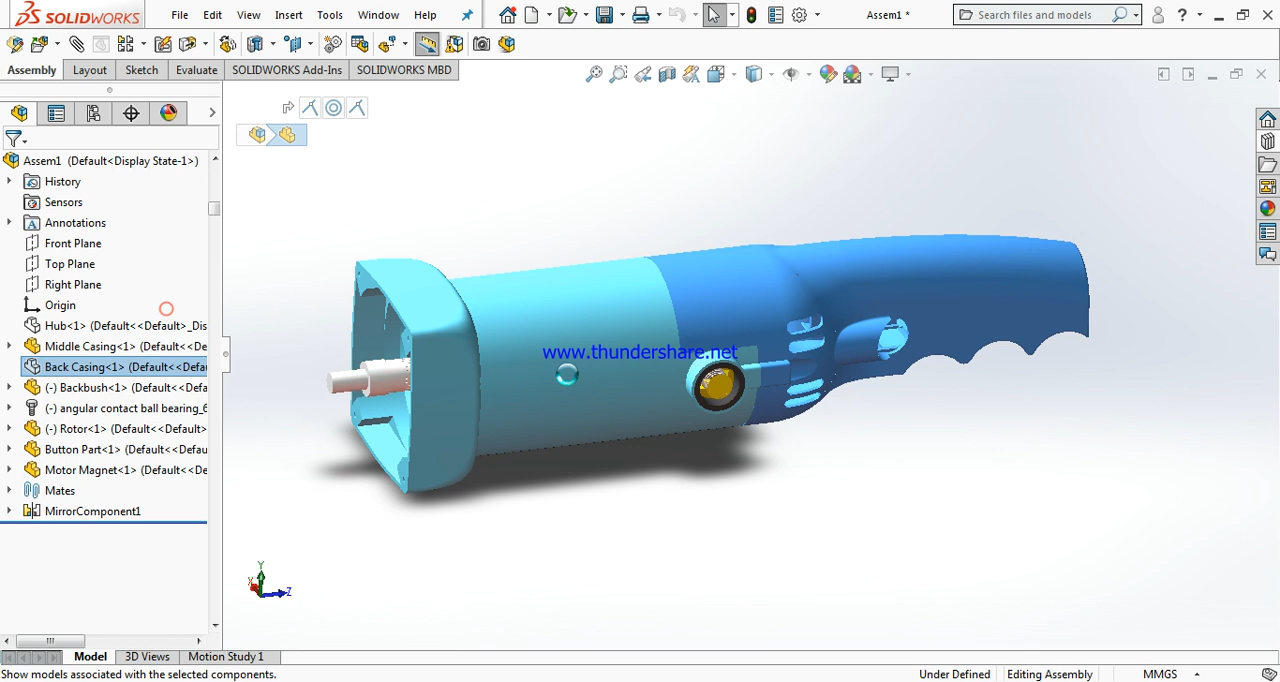 SOLIDWORKS
File Edit View Insert Tools Window Help
Assem1 *
Search files and models
?
Assembly Layout Sketch Evaluate SOLIDWORKS Add-Ins SOLIDWORKS MBD
Assem1 (Default<Display State-1>)
History
Sensors
Annotations
Front Plane
Top Plane
Right Plane
Origin
Hub<1> (Default<<Default>_Dis
Middle Casing<1> (Default<<De
Back Casing<1> (Default<<Defau
(-) Backbush<1> (Default<<Defa
(-) angular contact ball bearing_6
(-) Rotor<1> (Default<<Default>
Button Part<1> (Default<<Defau
Motor Magnet<1> (Default<<De
Mates
MirrorComponent1
www.thundershare.net
Y
X
Z
Model 3D Views Motion Study 1
Show models associated with the selected components.
Under Defined Editing Assembly MMGS